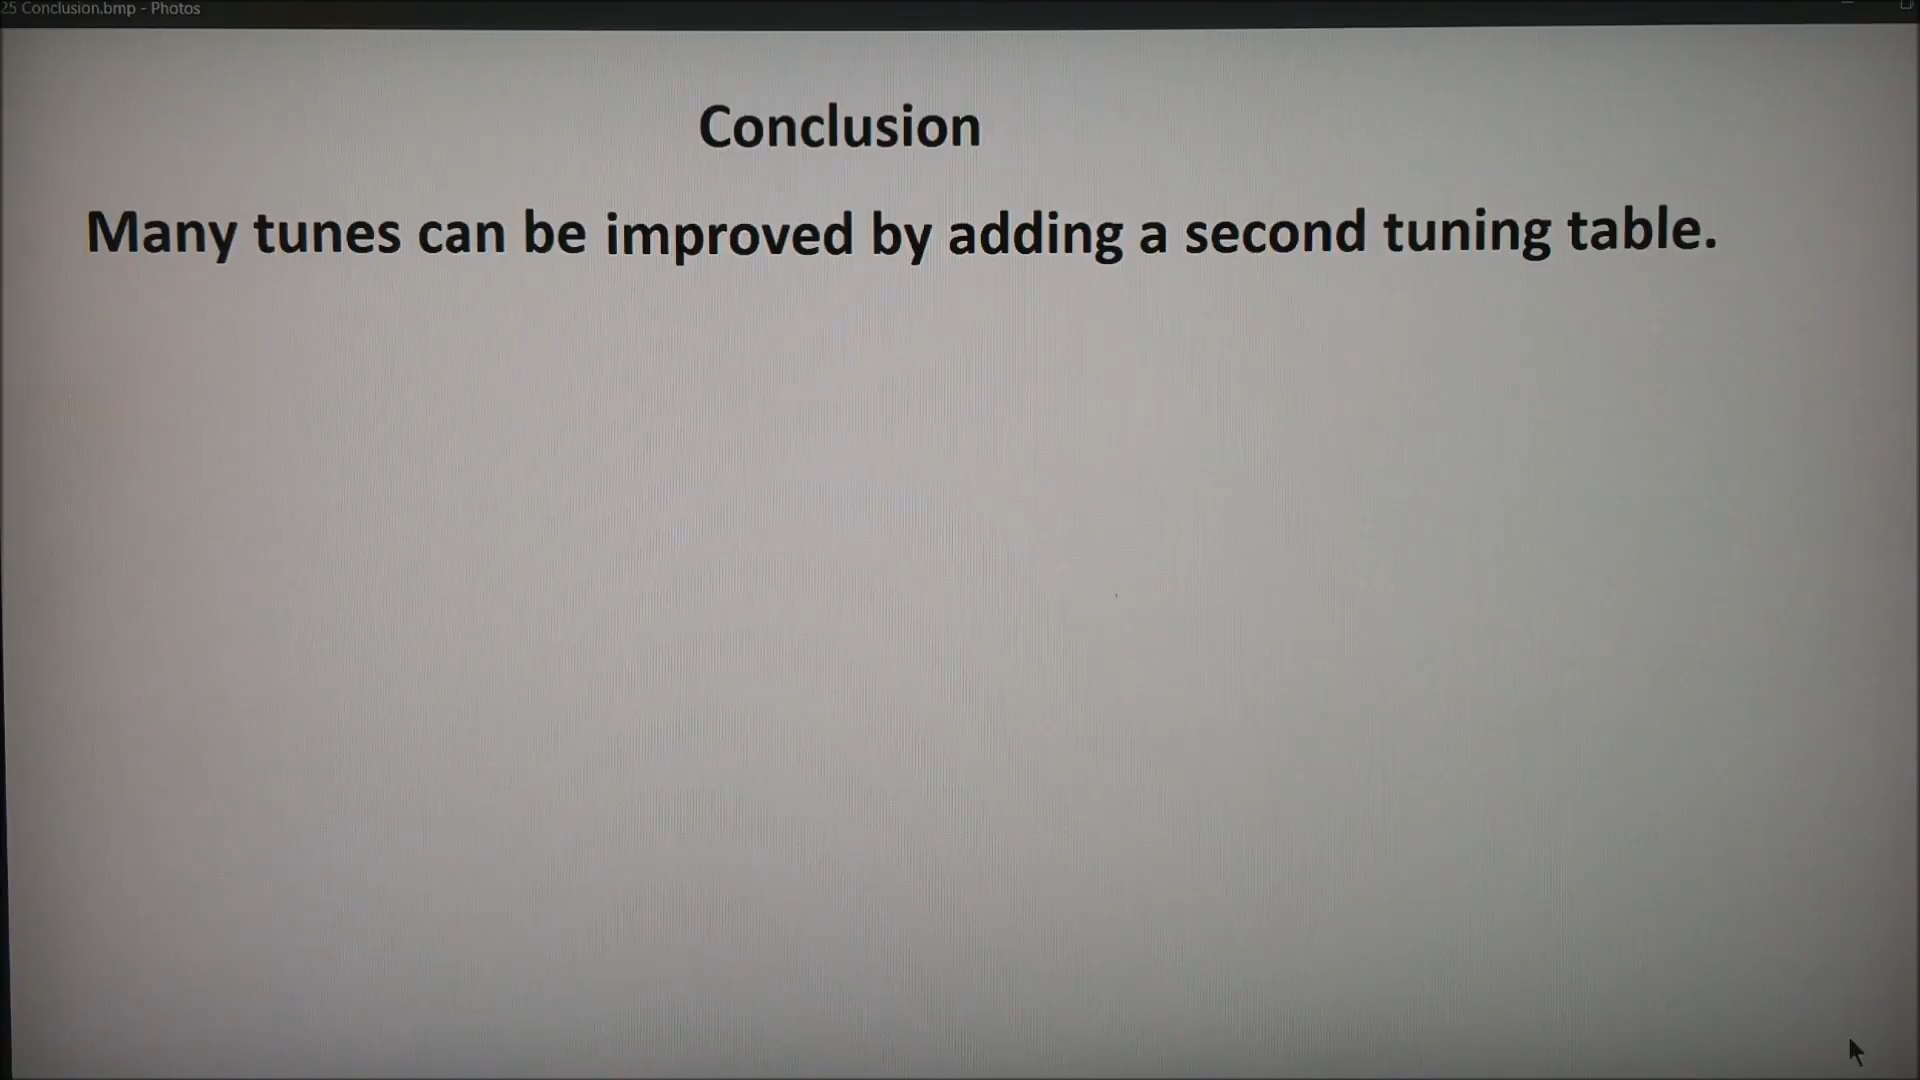 25 Conclusion.bmp - Photos
Conclusion
Many tunes can be improved by adding a second tuning table.